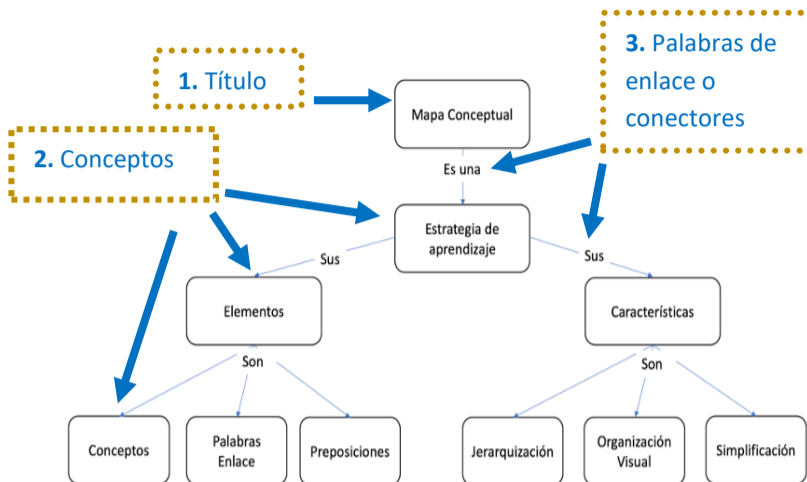 1. Título
3. Palabras de
enlace o
conectores
Mapa Conceptual
2. Conceptos
Es una
Estrategia de
aprendizaje
Sus
Sus
Elementos
Características
Son
Son
Conceptos
Palabras
Enlace
Preposiciones
Jerarquización
Organización
Visual
Simplificación